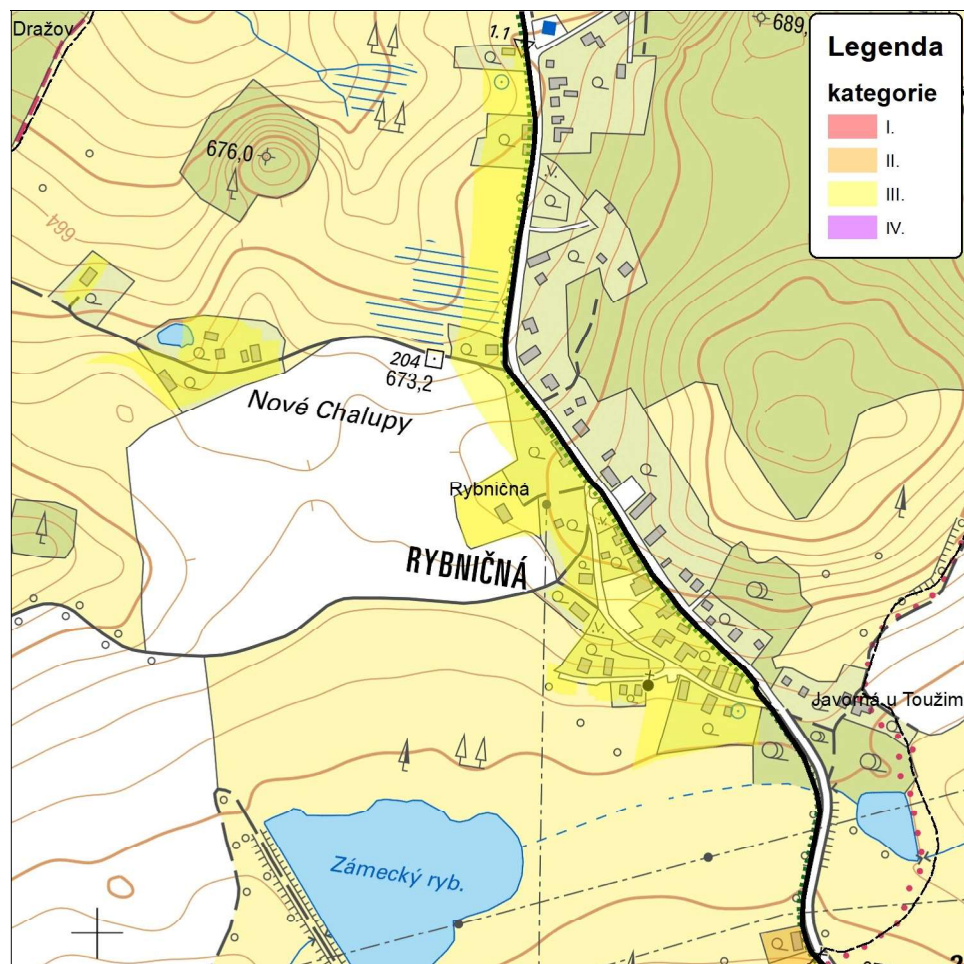 Dražov
1.1
689,
Legenda
kategorie
I.
II.
III.
IV.
676,0
664
204
673,2
Nové Chalupy
Rybničná
RYBNIČNÁ
Javorná u Toužim
Zámecký ryb.